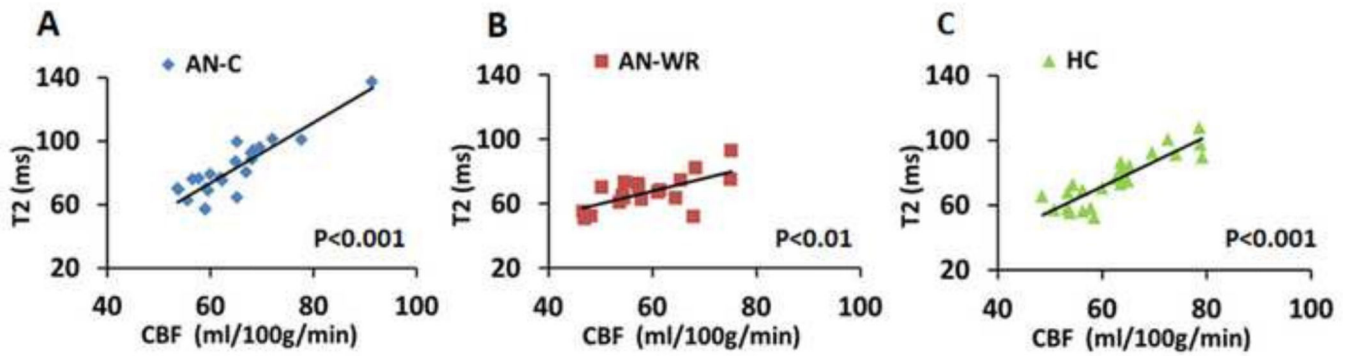 A
AN-C
140
100
60
20
T2 (ms)
P<0.001
40 60 80 100
CBF (ml/100g/min)
B
AN-WR
140
100
60
20
T2 (ms)
P<0.01
40 60 80 100
CBF (ml/100g/min)
C
HC
140
100
60
20
T2 (ms)
P<0.001
40 60 80 100
CBF (ml/100g/min)